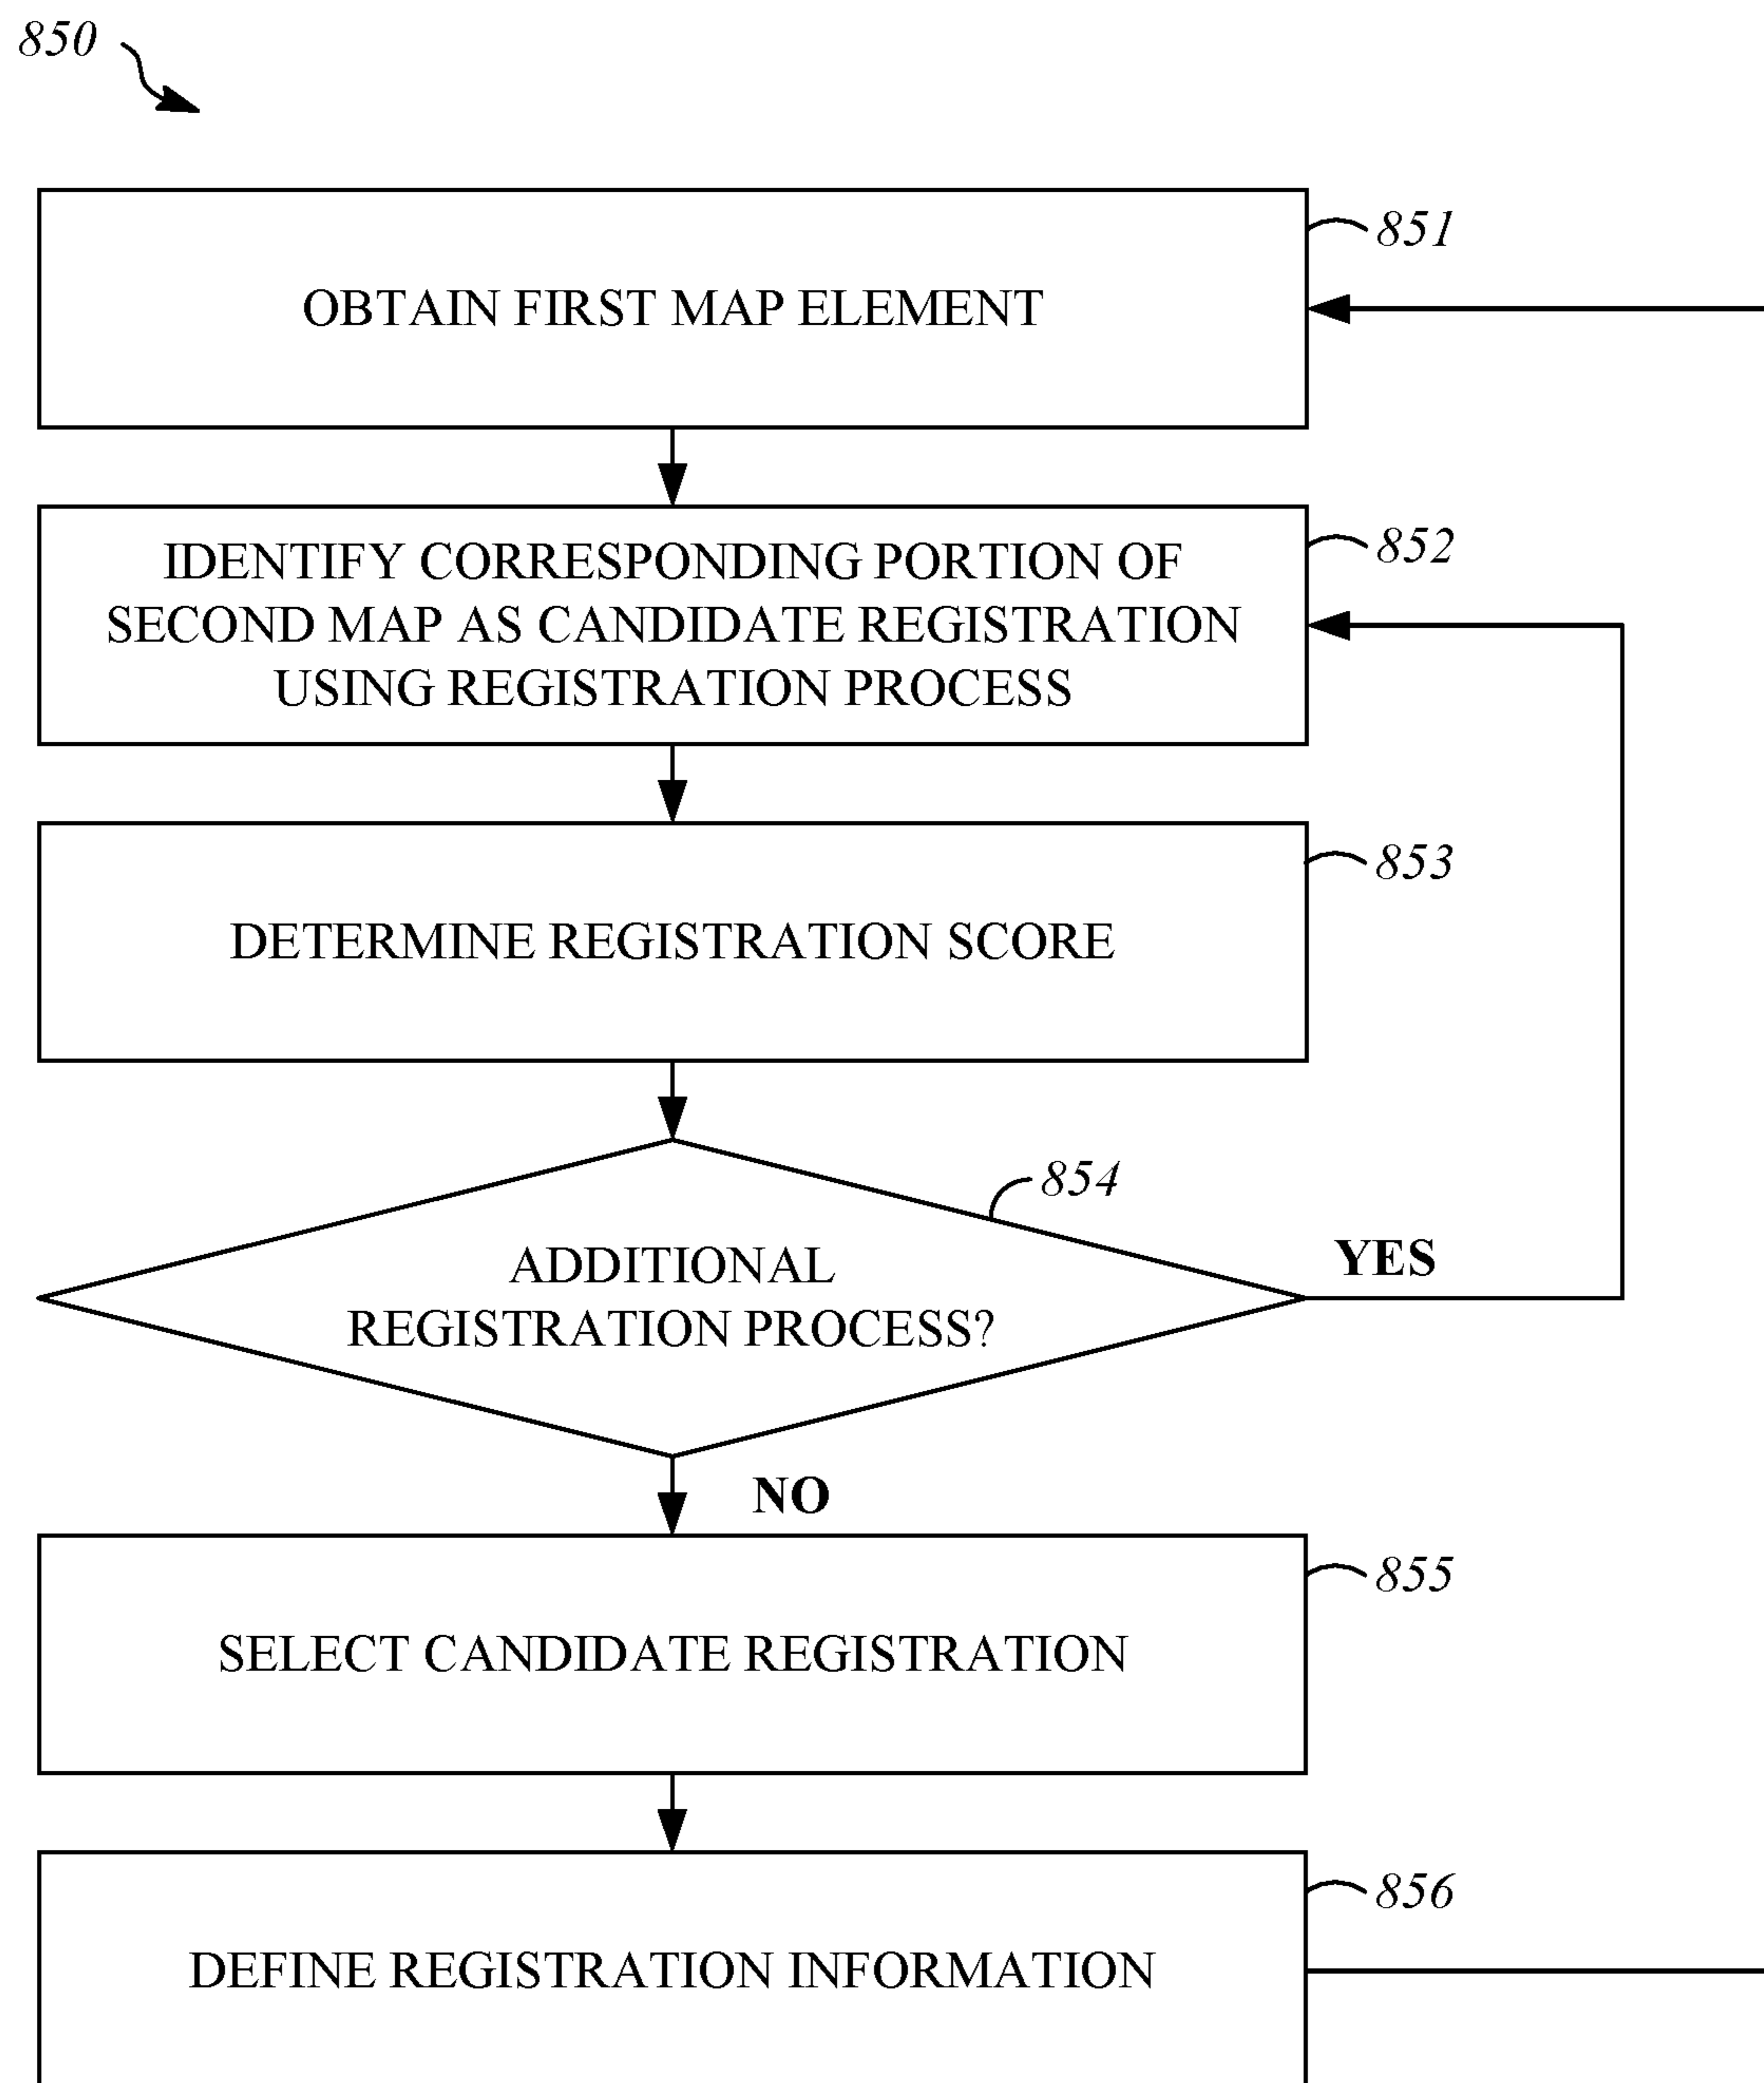 850
851
OBTAIN FIRST MAP ELEMENT
852
IDENTIFY CORRESPONDING PORTION OF
SECOND MAP AS CANDIDATE REGISTRATION
USING REGISTRATION PROCESS
853
DETERMINE REGISTRATION SCORE
854
ADDITIONAL
REGISTRATION PROCESS?
YES
NO
855
SELECT CANDIDATE REGISTRATION
856
DEFINE REGISTRATION INFORMATION